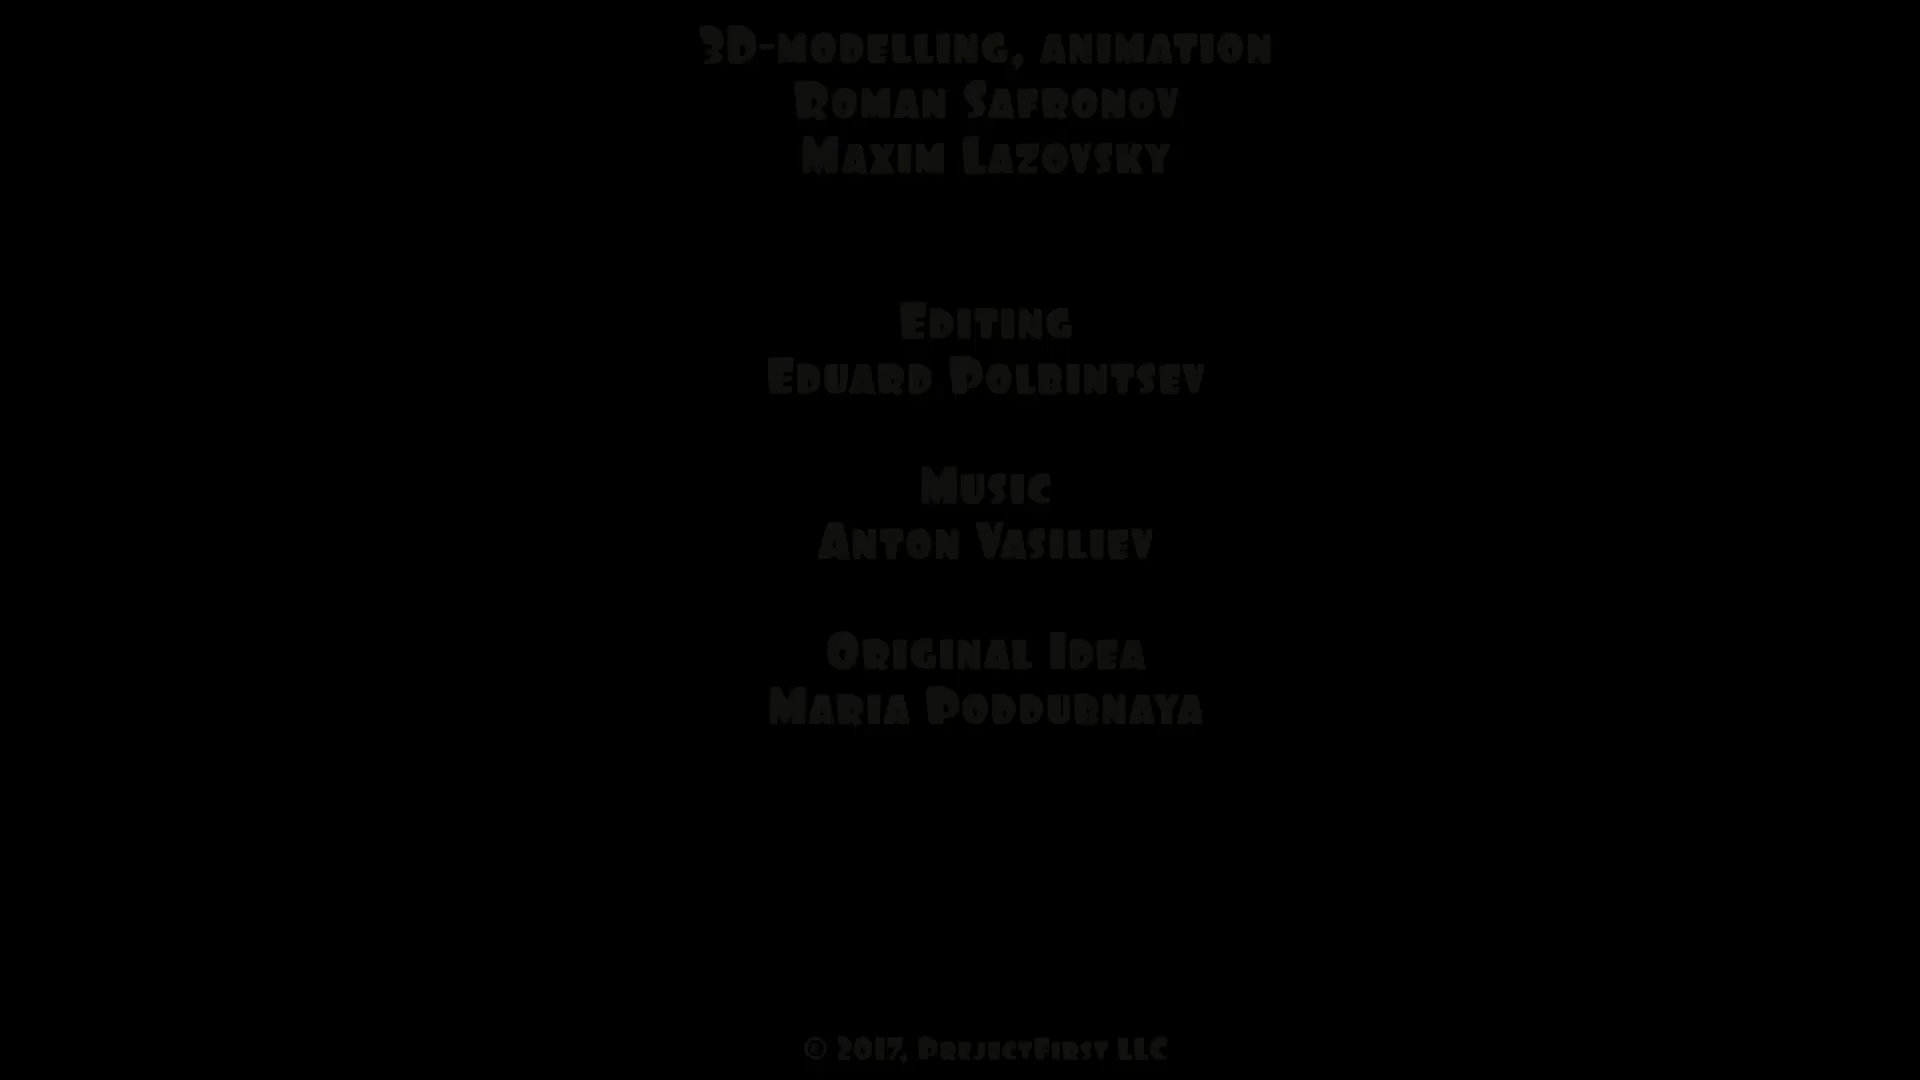 3D-modelling, animation
Roman Safronov
Maxim Lazovsky
Editing
Eduard Polbintsev
Music
Anton Vasiliev
Original Idea
Maria Poddubnaya
© 2017, PrejectFirst LLC